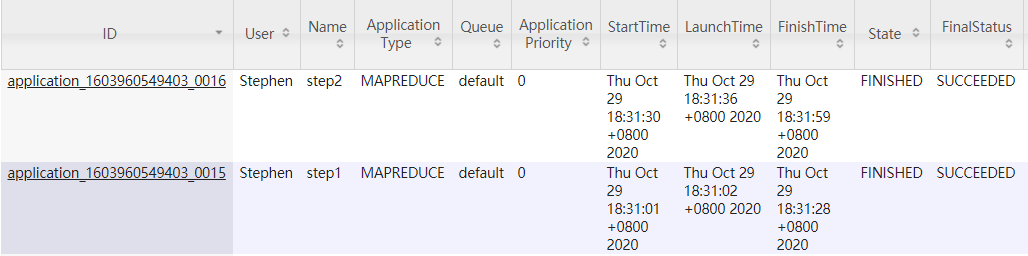 ID User Name Application Type Queue Application Priority StartTime LaunchTime FinishTime State FinalStatus
application_1603960549403_0016 Stephen step2 MAPREDUCE default 0 Thu Oct 29 18:31:30 +0800 2020 Thu Oct 29 18:31:36 +0800 2020 Thu Oct 29 18:31:59 +0800 2020 FINISHED SUCCEEDED
application_1603960549403_0015 Stephen step1 MAPREDUCE default 0 Thu Oct 29 18:31:01 +0800 2020 Thu Oct 29 18:31:02 +0800 2020 Thu Oct 29 18:31:28 +0800 2020 FINISHED SUCCEEDED